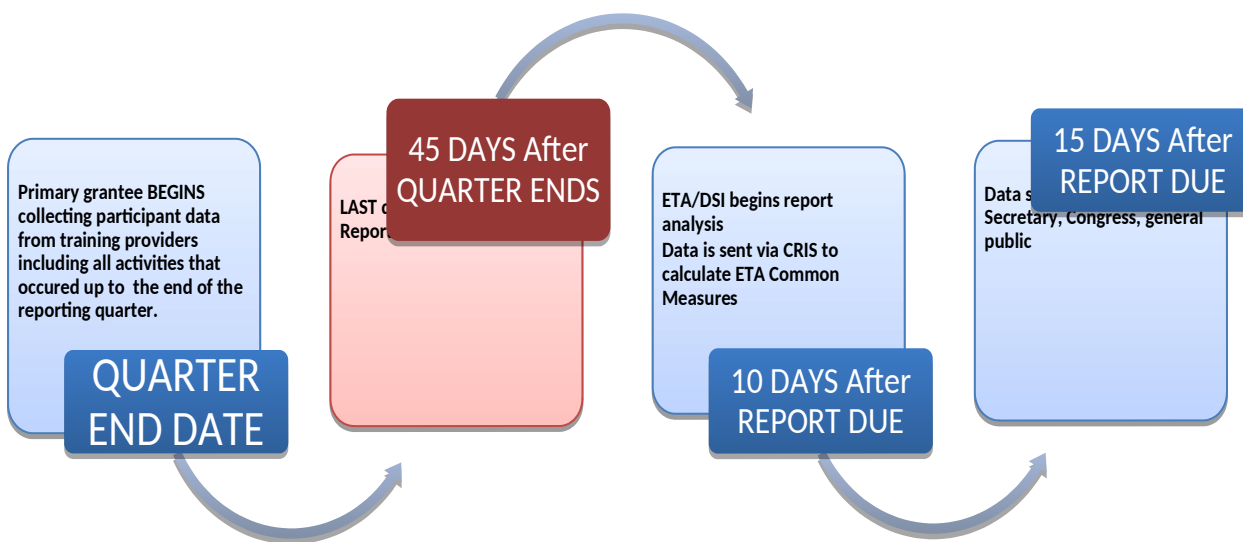 Primary grantee BEGINS
collecting participant data
from training providers
including all activities that
occured up to the end of the
reporting quarter.
QUARTER
END DATE
45 DAYS After
QUARTER ENDS
LAST
Report
ETA/DSI begins report
analysis
Data is sent via CRIS to
calculate ETA Common
Measures
10 DAYS After
REPORT DUE
15 DAYS After
REPORT DUE
Data
Secretary, Congress, general
public